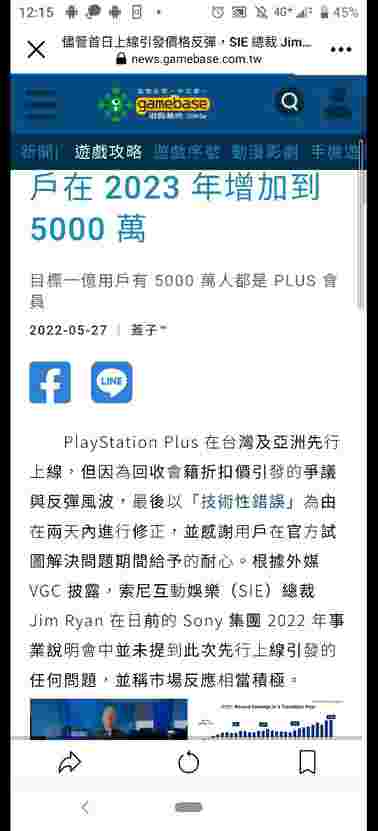 12:15
4G+
45%
儘管首日上線引發價格反彈，SIE 總裁 Jim...
news.gamebase.com.tw
gamebase
新聞| 遊戲攻略 遊戲序號 動漫影劇 手機遊
戶在 2023 年增加到
5000 萬
目標一億用戶有 5000 萬人都是 PLUS 會
員
2022-05-27 | 蓋子™
LINE
PlayStation Plus 在台灣及亞洲先行
上線，但因為回收會籍折扣價引發的爭議
與反彈風波，最後以「技術性錯誤」為由
在兩天內進行修正，並感謝用戶在官方試
圖解決問題期間給予的耐心。根據外媒
VGC 披露，索尼互動娛樂（SIE）總裁
Jim Ryan 在日前的 Sony 集團 2022 年事
業說明會中並未提到此次先行上線引發的
任何問題，並稱市場反應相當積極。